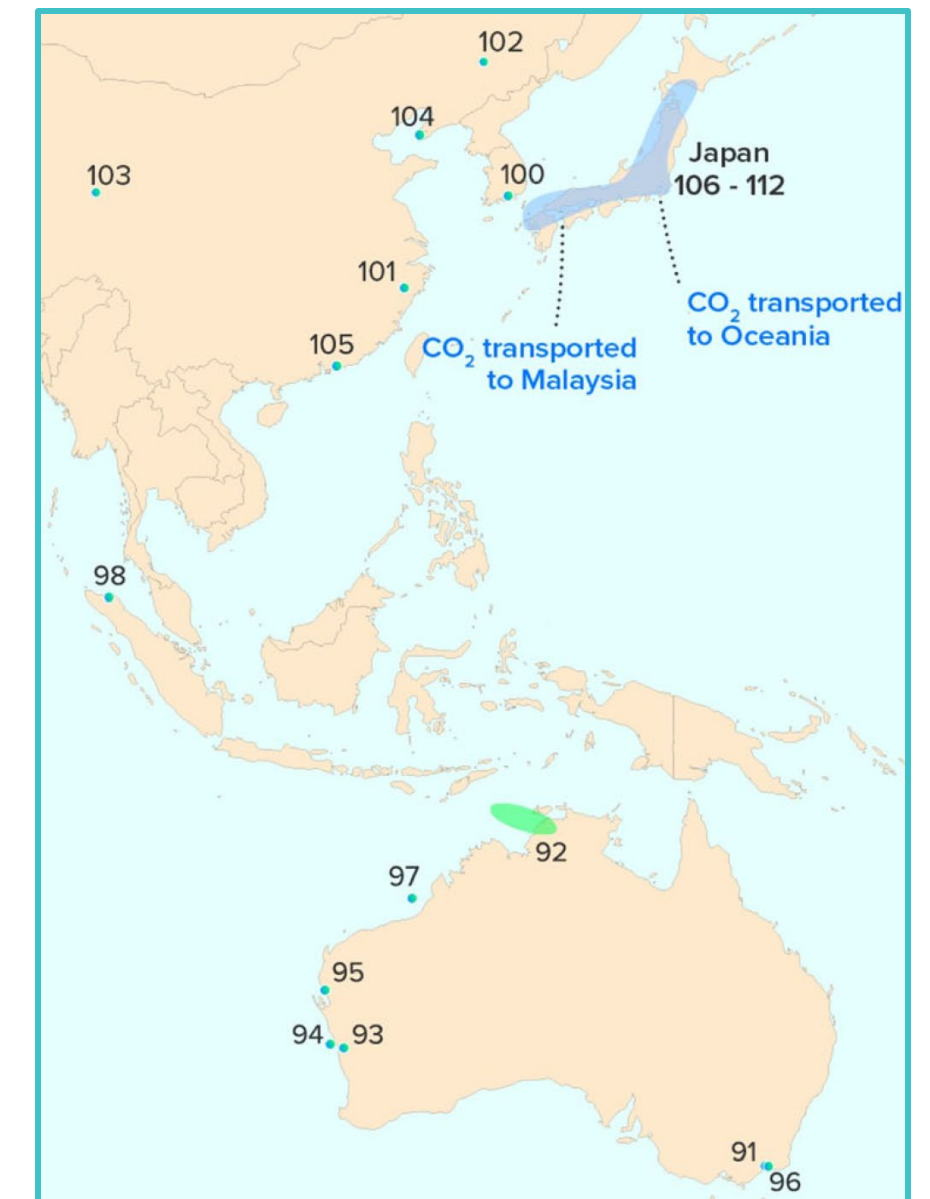 102
104
103
100
Japan
106 - 112
101
CO2 transported
to Oceania
105
CO2 transported
to Malaysia
98
92
97
95
94
93
91
96